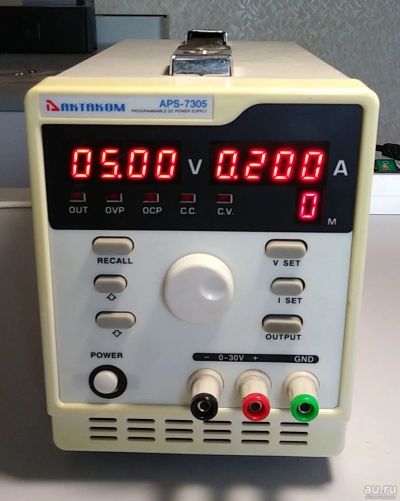 AKTAKOM APS-7305
PROGRAMMABLE DC POWER SUPPLY
05.00 V 0.200 A
OUT OVP OCP C.C. C.V. 0 M
RECALL V SET
I SET
OUTPUT
POWER
− 0~30V + GND
au.ru